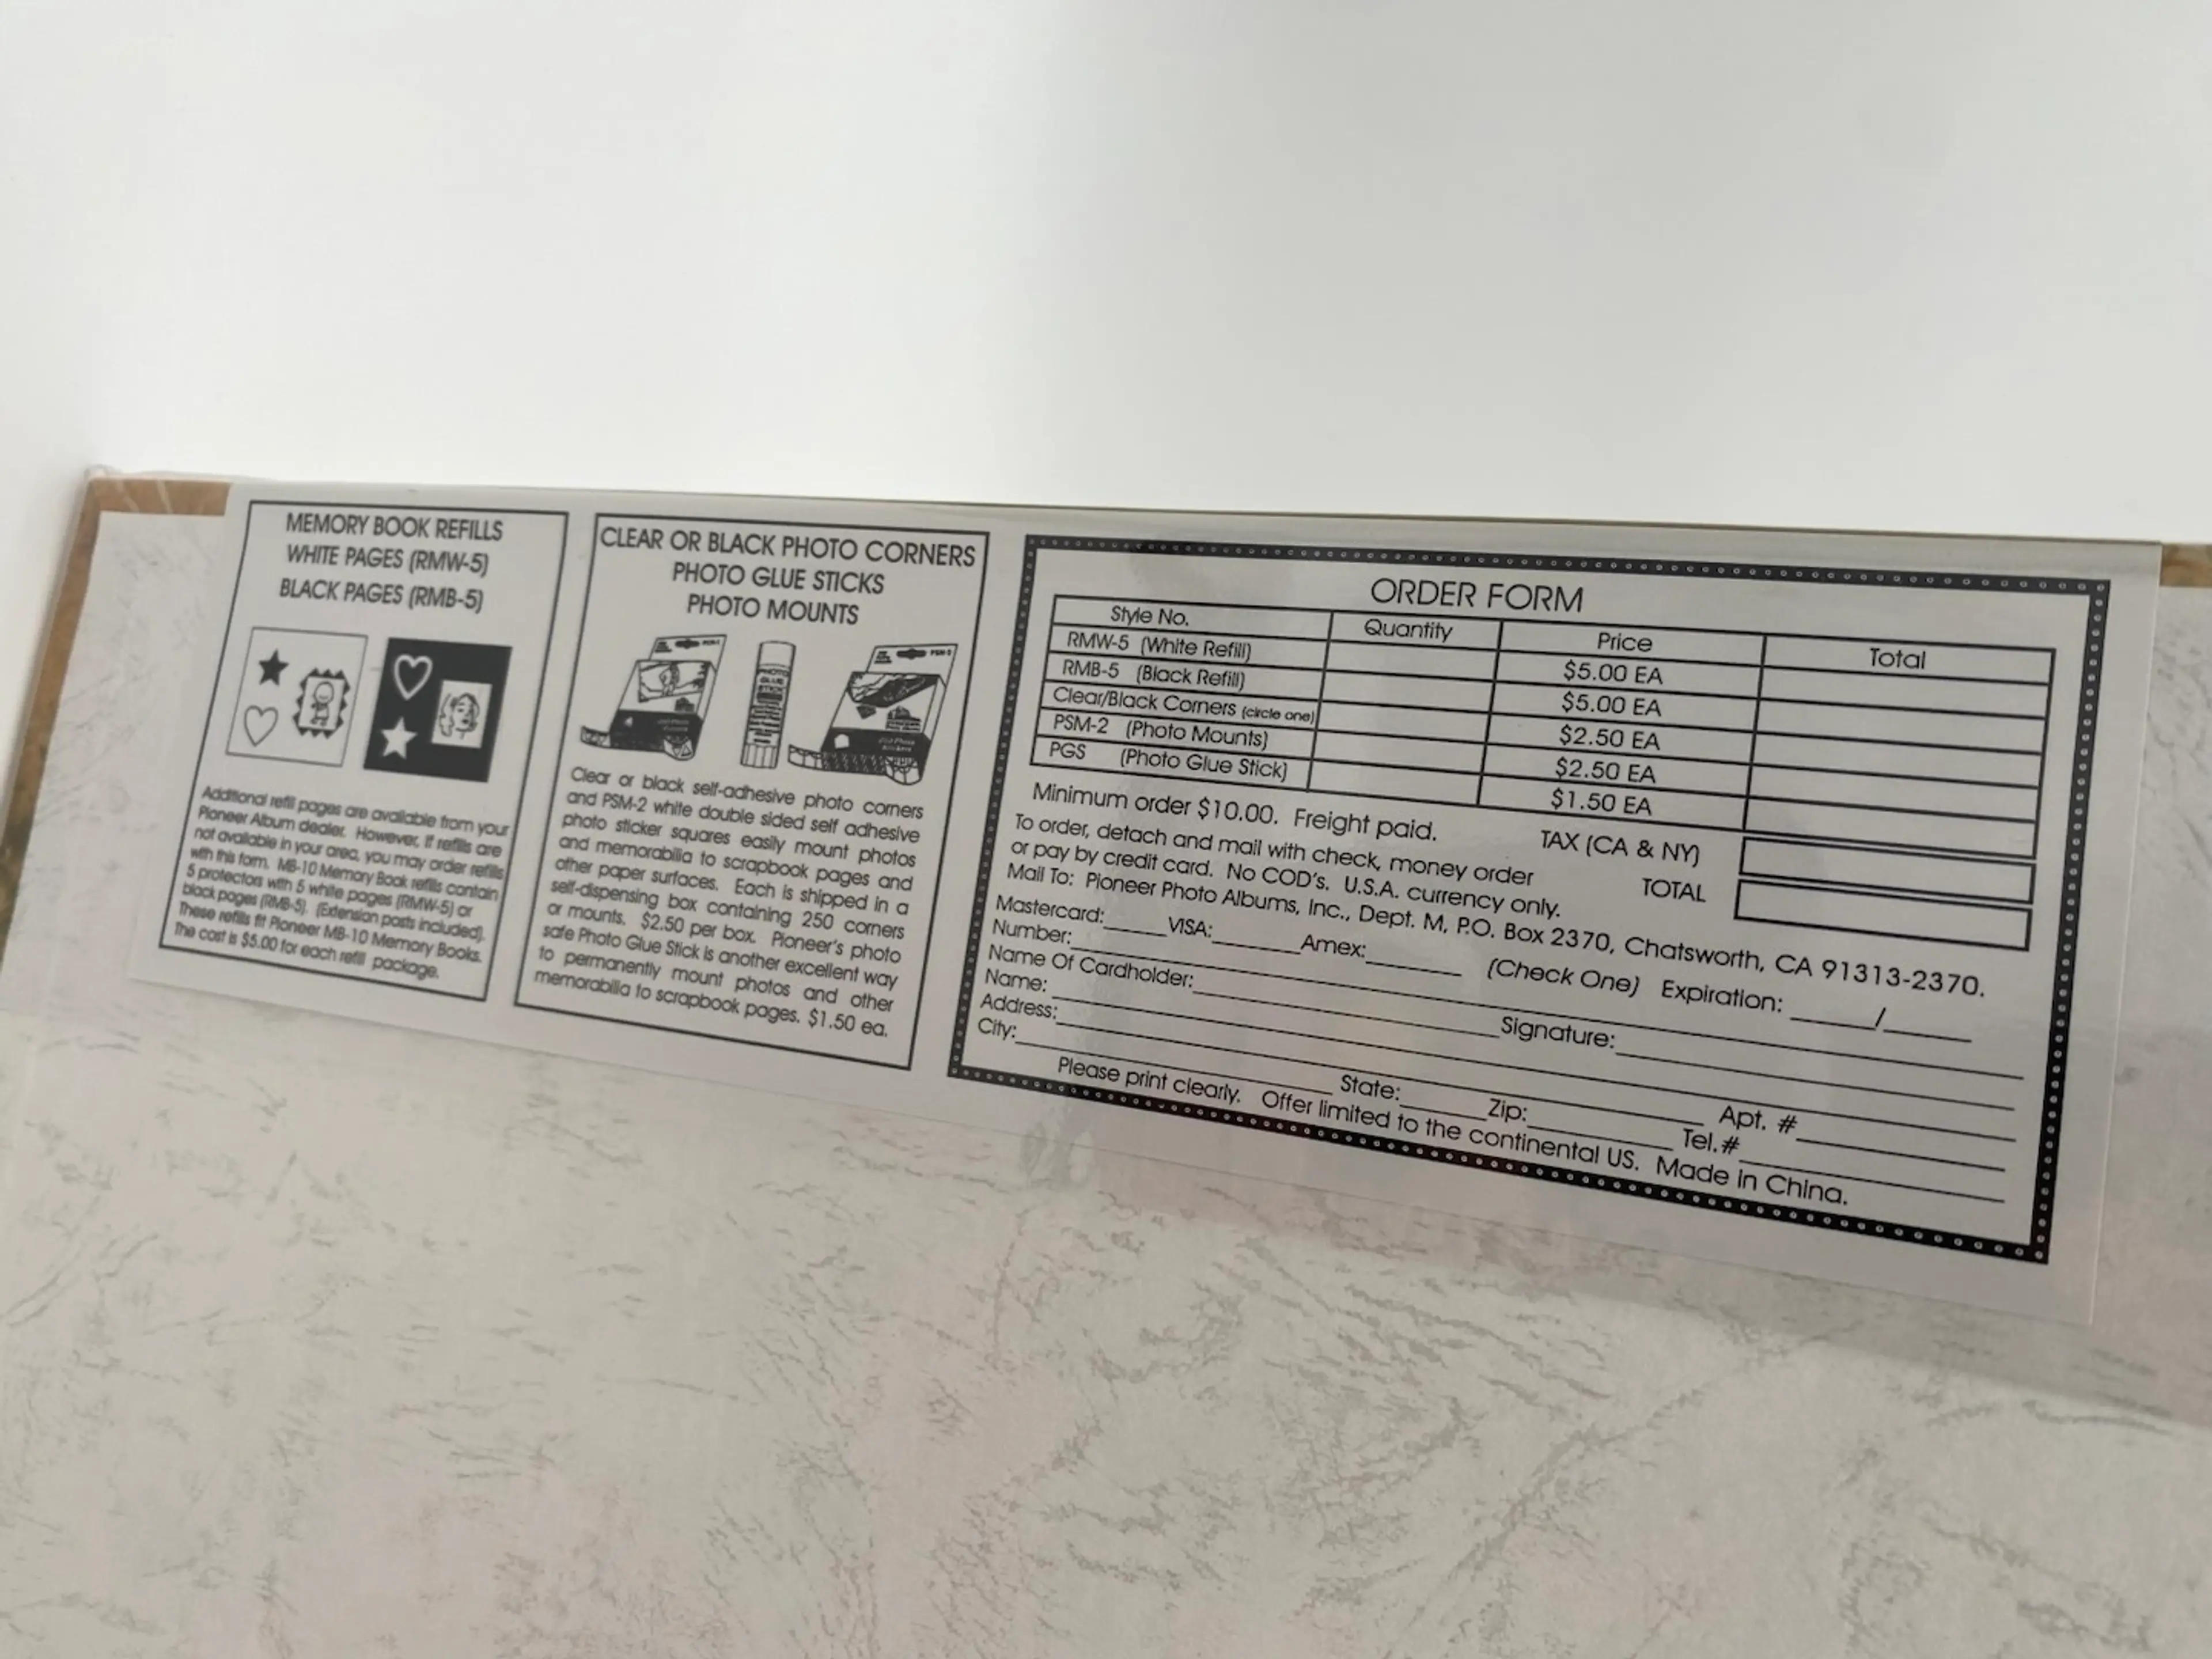 MEMORY BOOK REFILLS
WHITE PAGES (RMW-5)
BLACK PAGES (RMB-5)
Additional refill pages are available from your
Pioneer Album dealer. However, if refills are
not available in your area, you may order refills
with this form. MB-10 Memory Book refills contain
5 protectors with 5 white pages (RMW-5) or
black pages (RMB-5). (Extension posts included).
These refills fit Pioneer MB-10 Memory Books.
The cost is $5.00 for each refill package.
CLEAR OR BLACK PHOTO CORNERS
PHOTO GLUE STICKS
PHOTO MOUNTS
PHOTO
GLUE
STICK
PSM-2
Clear or black self-adhesive photo corners
and PSM-2 white double sided self adhesive
photo sticker squares easily mount photos
and memorabilia to scrapbook pages and
other paper surfaces. Each is shipped in a
self-dispensing box containing 250 corners
or mounts. $2.50 per box. Pioneer's photo
safe Photo Glue Stick is another excellent way
to permanently mount photos and other
memorabilia to scrapbook pages. $1.50 ea.
ORDER FORM
Style No. Quantity Price Total
RMW-5 (White Refill) $5.00 EA
RMB-5 (Black Refill) $5.00 EA
Clear/Black Corners (circle one) $2.50 EA
PSM-2 (Photo Mounts) $2.50 EA
PGS (Photo Glue Stick) $1.50 EA
Minimum order $10.00. Freight paid. TAX (CA & NY)
To order, detach and mail with check, money order TOTAL
or pay by credit card. No COD's. U.S.A. currency only.
Mail To: Pioneer Photo Albums, Inc., Dept. M, P.O. Box 2370, Chatsworth, CA 91313-2370.
Mastercard:_____ VISA:_______ Amex:________ (Check One) Expiration: ______/______
Number:
Name Of Cardholder: Signature:
Name:
Address: Apt. #
City: State: Zip: Tel.#
Please print clearly. Offer limited to the continental US. Made in China.